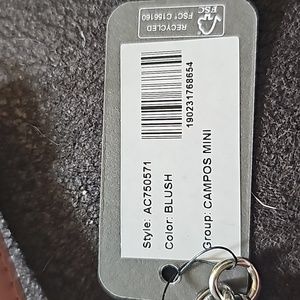 RECYCLED
FSC® C156160
FSC
190231768654
Style: AC750571
Color: BLUSH
Group: CAMPOS MINI